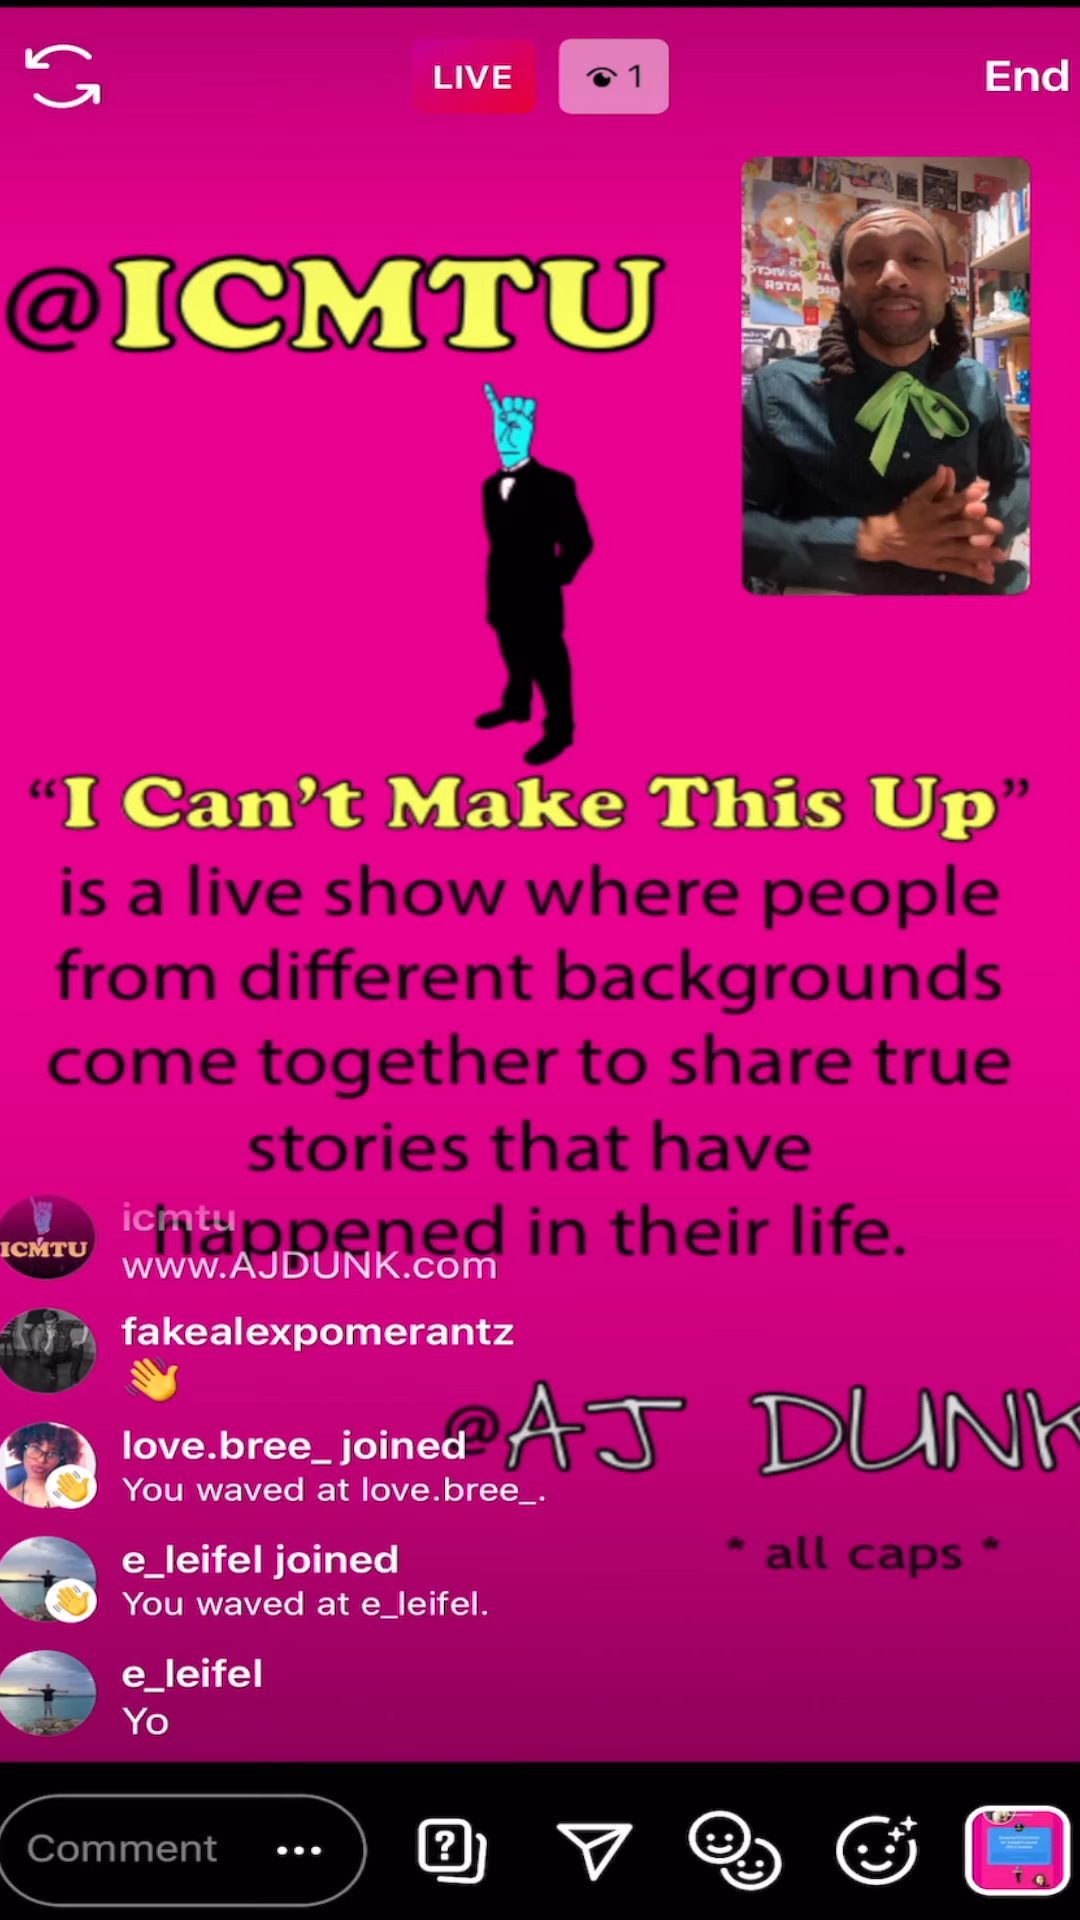 LIVE
1
End
@ICMTU
“I Can’t Make This Up”
is a live show where people
from different backgrounds
come together to share true
stories that have
happened in their life.
ICMTU
icmtu
www.AJDUNK.com
fakealexpomerantz
👋
love.bree_ joined
You waved at love.bree_.
@AJ DUNK
* all caps *
e_leifel joined
You waved at e_leifel.
e_leifel
Yo
Comment